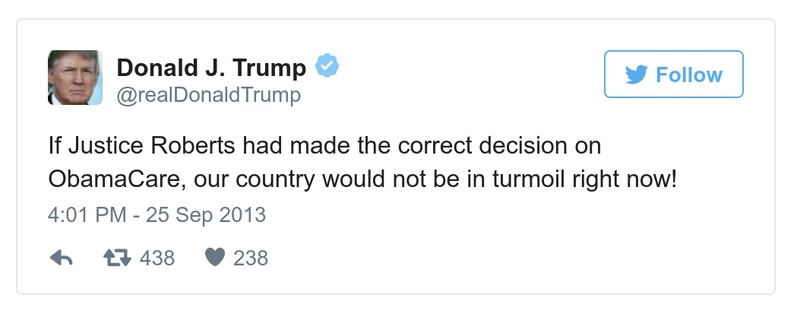 Donald J. Trump
@realDonaldTrump
Follow
If Justice Roberts had made the correct decision on
ObamaCare, our country would not be in turmoil right now!
4:01 PM - 25 Sep 2013
438 238